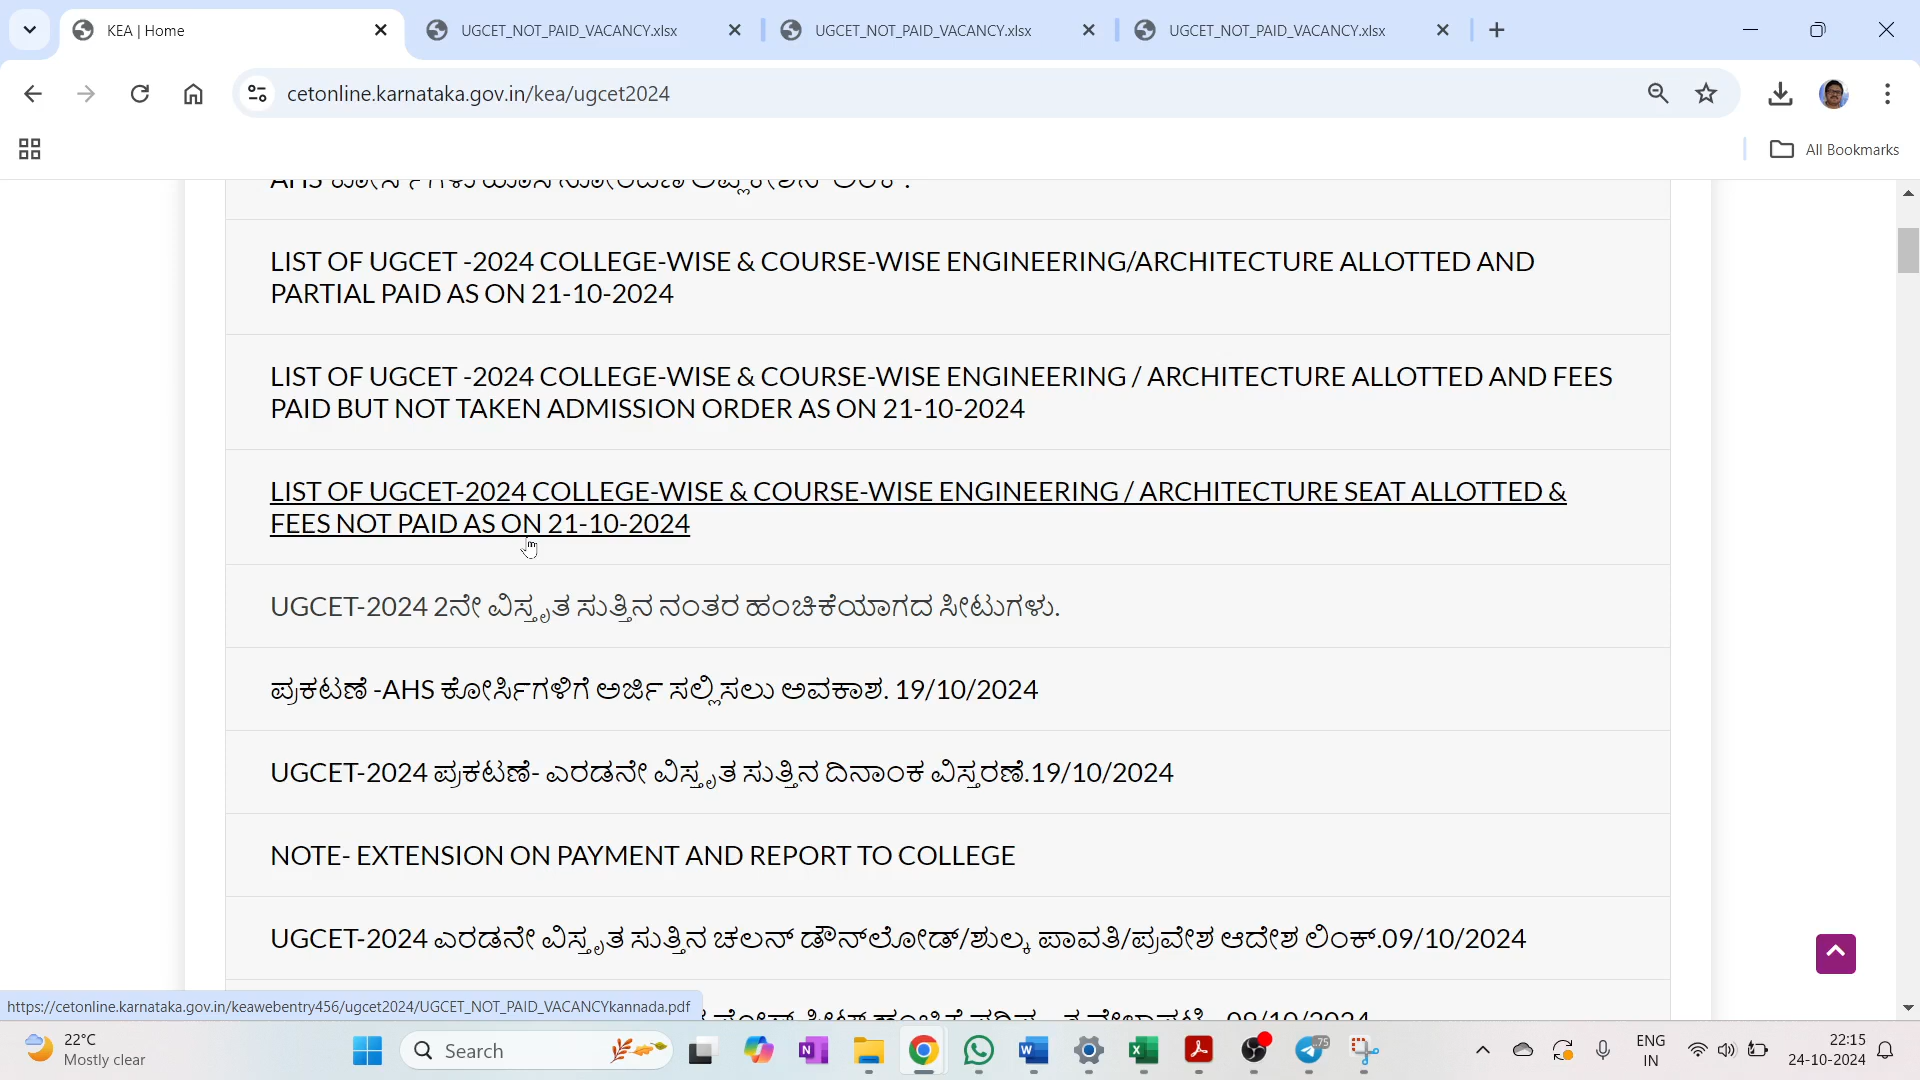 KEA | Home
UGCET_NOT_PAID_VACANCY.xlsx
UGCET_NOT_PAID_VACANCY.xlsx
UGCET_NOT_PAID_VACANCY.xlsx
cetonline.karnataka.gov.in/kea/ugcet2024
All Bookmarks
LIST OF UGCET -2024 COLLEGE-WISE & COURSE-WISE ENGINEERING/ARCHITECTURE ALLOTTED AND
PARTIAL PAID AS ON 21-10-2024
LIST OF UGCET -2024 COLLEGE-WISE & COURSE-WISE ENGINEERING / ARCHITECTURE ALLOTTED AND FEES
PAID BUT NOT TAKEN ADMISSION ORDER AS ON 21-10-2024
LIST OF UGCET-2024 COLLEGE-WISE & COURSE-WISE ENGINEERING / ARCHITECTURE SEAT ALLOTTED &
FEES NOT PAID AS ON 21-10-2024
UGCET-2024 2ನೇ ವಿಸ್ತೃತ ಸುತ್ತಿನ ನಂತರ ಹಂಚಿಕೆಯಾಗದ ಸೀಟುಗಳು.
ಪ್ರಕಟಣೆ -AHS ಕೋರ್ಸಿಗಳಿಗೆ ಅರ್ಜಿ ಸಲ್ಲಿಸಲು ಅವಕಾಶ. 19/10/2024
UGCET-2024 ಪ್ರಕಟಣೆ- ಎರಡನೇ ವಿಸ್ತೃತ ಸುತ್ತಿನ ದಿನಾಂಕ ವಿಸ್ತರಣೆ.19/10/2024
NOTE- EXTENSION ON PAYMENT AND REPORT TO COLLEGE
UGCET-2024 ಎರಡನೇ ವಿಸ್ತೃತ ಸುತ್ತಿನ ಚಲನ್ ಡೌನ್‌ಲೋಡ್/ಶುಲ್ಕ ಪಾವತಿ/ಪ್ರವೇಶ ಆದೇಶ ಲಿಂಕ್.09/10/2024
https://cetonline.karnataka.gov.in/keawebentry456/ugcet2024/UGCET_NOT_PAID_VACANCYkannada.pdf
22°C
Mostly clear
Search
.75
ENG
IN
22:15
24-10-2024